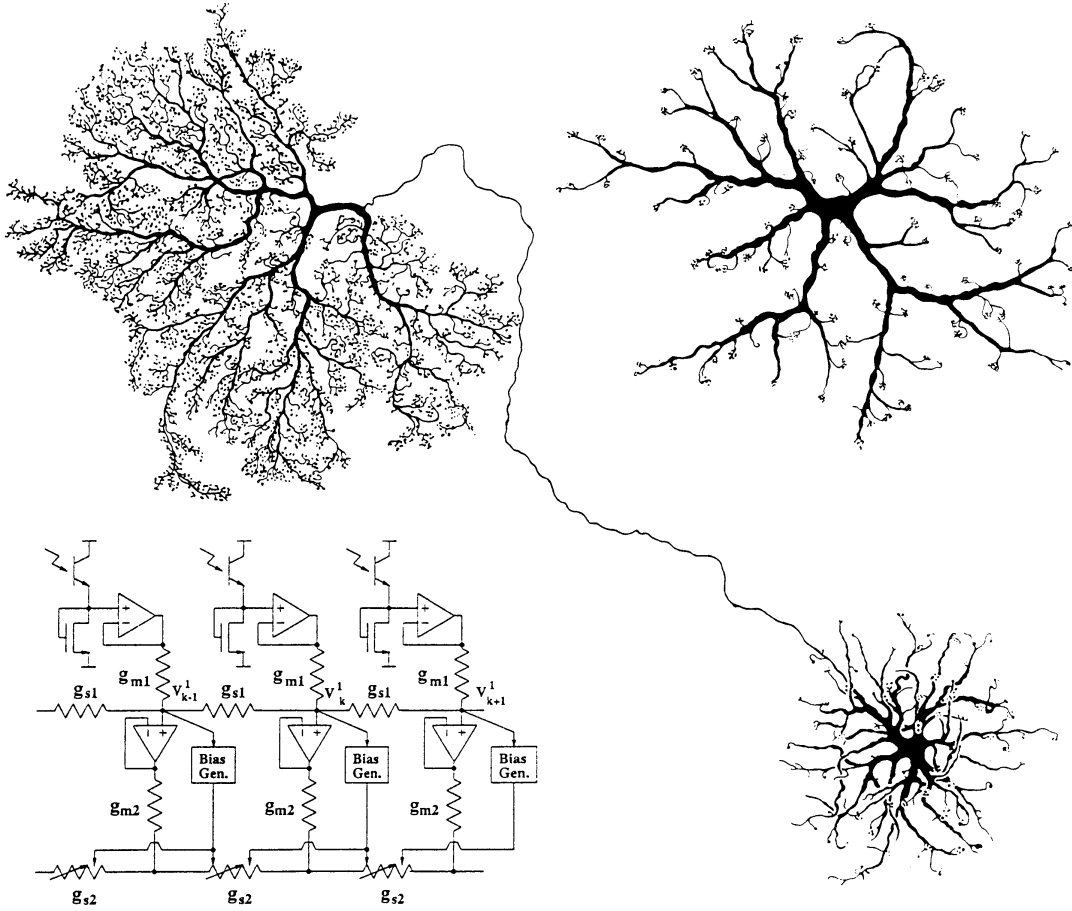 g_m1 g_m1 g_m1
g_s1 V^1_k-1 g_s1 V^1_k g_s1 V^1_k+1
+ - + - + -
- + - + - +
Bias Gen. Bias Gen. Bias Gen.
g_m2 g_m2 g_m2
g_s2 g_s2 g_s2